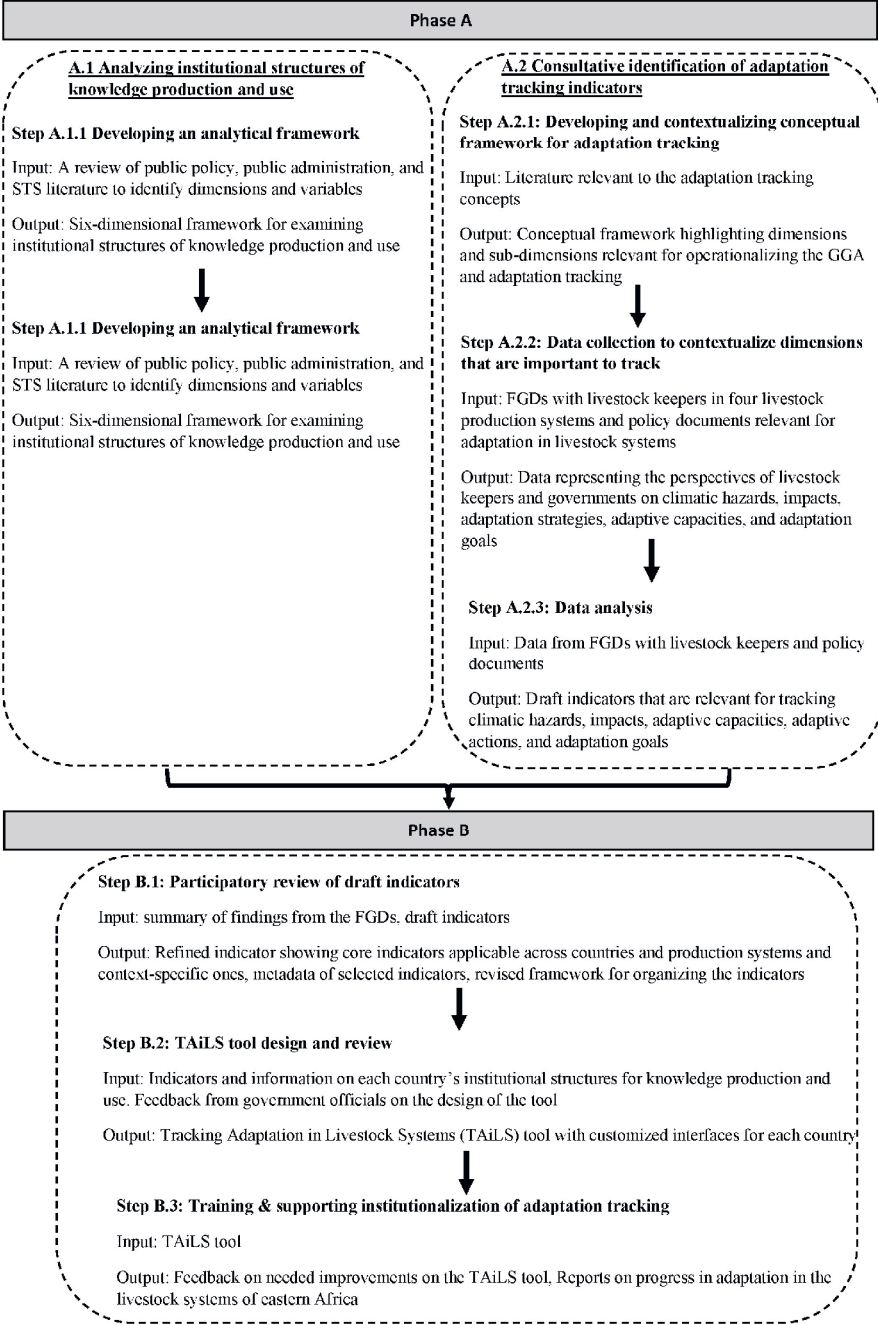 Phase A
A.1 Analyzing institutional structures of
knowledge production and use
Step A.1.1 Developing an analytical framework
Input: A review of public policy, public administration, and
STS literature to identify dimensions and variables
Output: Six-dimensional framework for examining
institutional structures of knowledge production and use
Step A.1.1 Developing an analytical framework
Input: A review of public policy, public administration, and
STS literature to identify dimensions and variables
Output: Six-dimensional framework for examining
institutional structures of knowledge production and use
A.2 Consultative identification of adaptation
tracking indicators
Step A.2.1: Developing and contextualizing conceptual
framework for adaptation tracking
Input: Literature relevant to the adaptation tracking
concepts
Output: Conceptual framework highlighting dimensions
and sub-dimensions relevant for operationalizing the GGA
and adaptation tracking
Step A.2.2: Data collection to contextualize dimensions
that are important to track
Input: FGDs with livestock keepers in four livestock
production systems and policy documents relevant for
adaptation in livestock systems
Output: Data representing the perspectives of livestock
keepers and governments on climatic hazards, impacts,
adaptation strategies, adaptive capacities, and adaptation
goals
Step A.2.3: Data analysis
Input: Data from FGDs with livestock keepers and policy
documents
Output: Draft indicators that are relevant for tracking
climatic hazards, impacts, adaptive capacities, adaptive
actions, and adaptation goals
Phase B
Step B.1: Participatory review of draft indicators
Input: summary of findings from the FGDs, draft indicators
Output: Refined indicator showing core indicators applicable across countries and production systems and
context-specific ones, metadata of selected indicators, revised framework for organizing the indicators
Step B.2: TAiLS tool design and review
Input: Indicators and information on each country's institutional structures for knowledge production and
use. Feedback from government officials on the design of the tool
Output: Tracking Adaptation in Livestock Systems (TAiLS) tool with customized interfaces for each country
Step B.3: Training & supporting institutionalization of adaptation tracking
Input: TAiLS tool
Output: Feedback on needed improvements on the TAiLS tool, Reports on progress in adaptation in the
livestock systems of eastern Africa